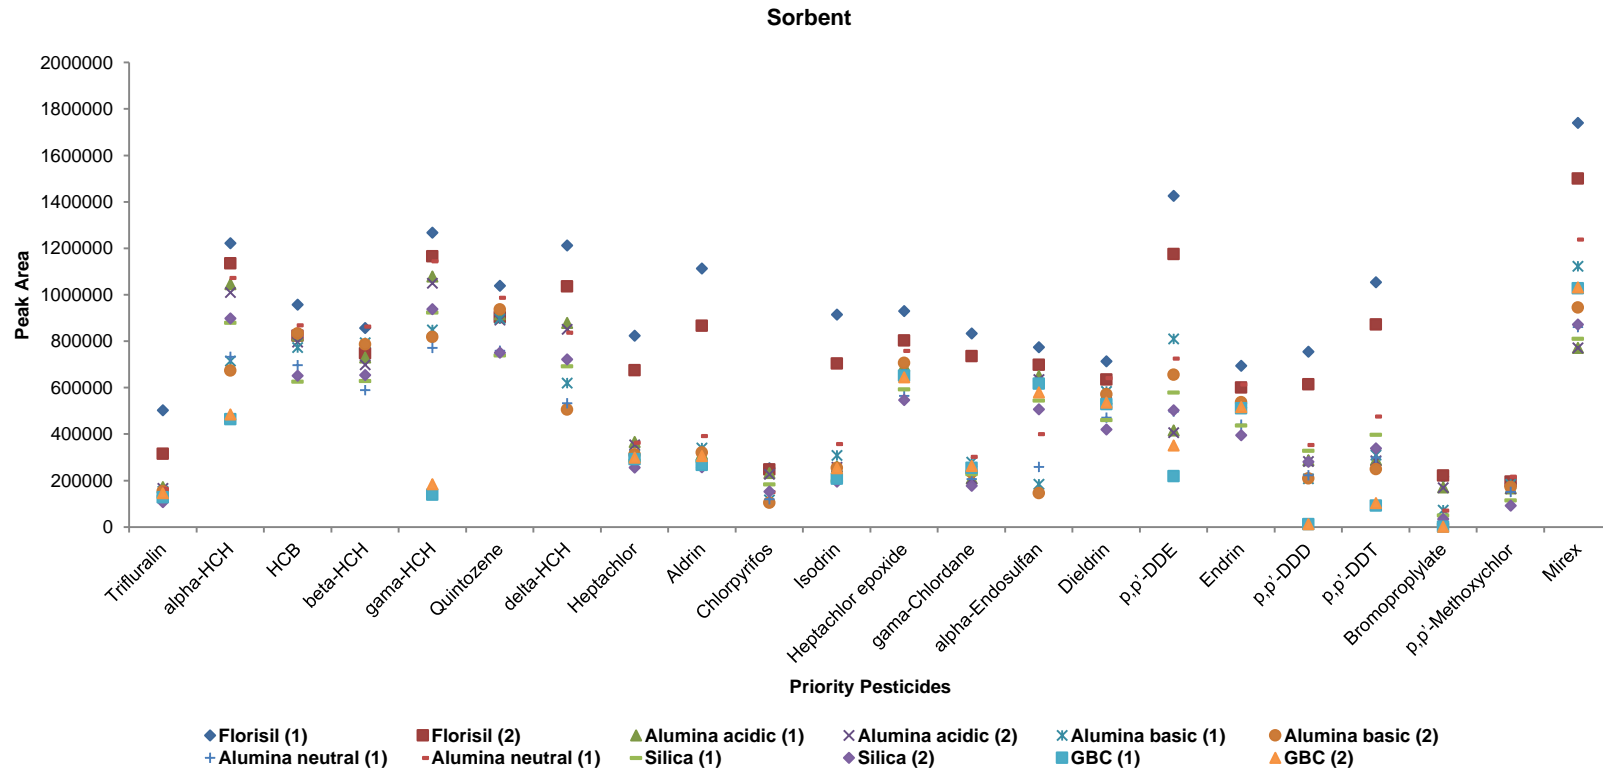 Sorbent
2000000
1800000
1600000
1400000
1200000
1000000
800000
600000
400000
200000
0
Peak Area
Trifluralin
alpha-HCH
HCB
beta-HCH
gama-HCH
Quintozene
delta-HCH
Heptachlor
Aldrin
Chlorpyrifos
Isodrin
Heptachlor epoxide
gama-Chlordane
alpha-Endosulfan
Dieldrin
p,p'-DDE
Endrin
p,p'-DDD
p,p'-DDT
Bromoproplylate
p,p'-Methoxychlor
Mirex
Priority Pesticides
Florisil (1) Florisil (2) Alumina acidic (1) Alumina acidic (2) Alumina basic (1) Alumina basic (2)
Alumina neutral (1) Alumina neutral (1) Silica (1) Silica (2) GBC (1) GBC (2)